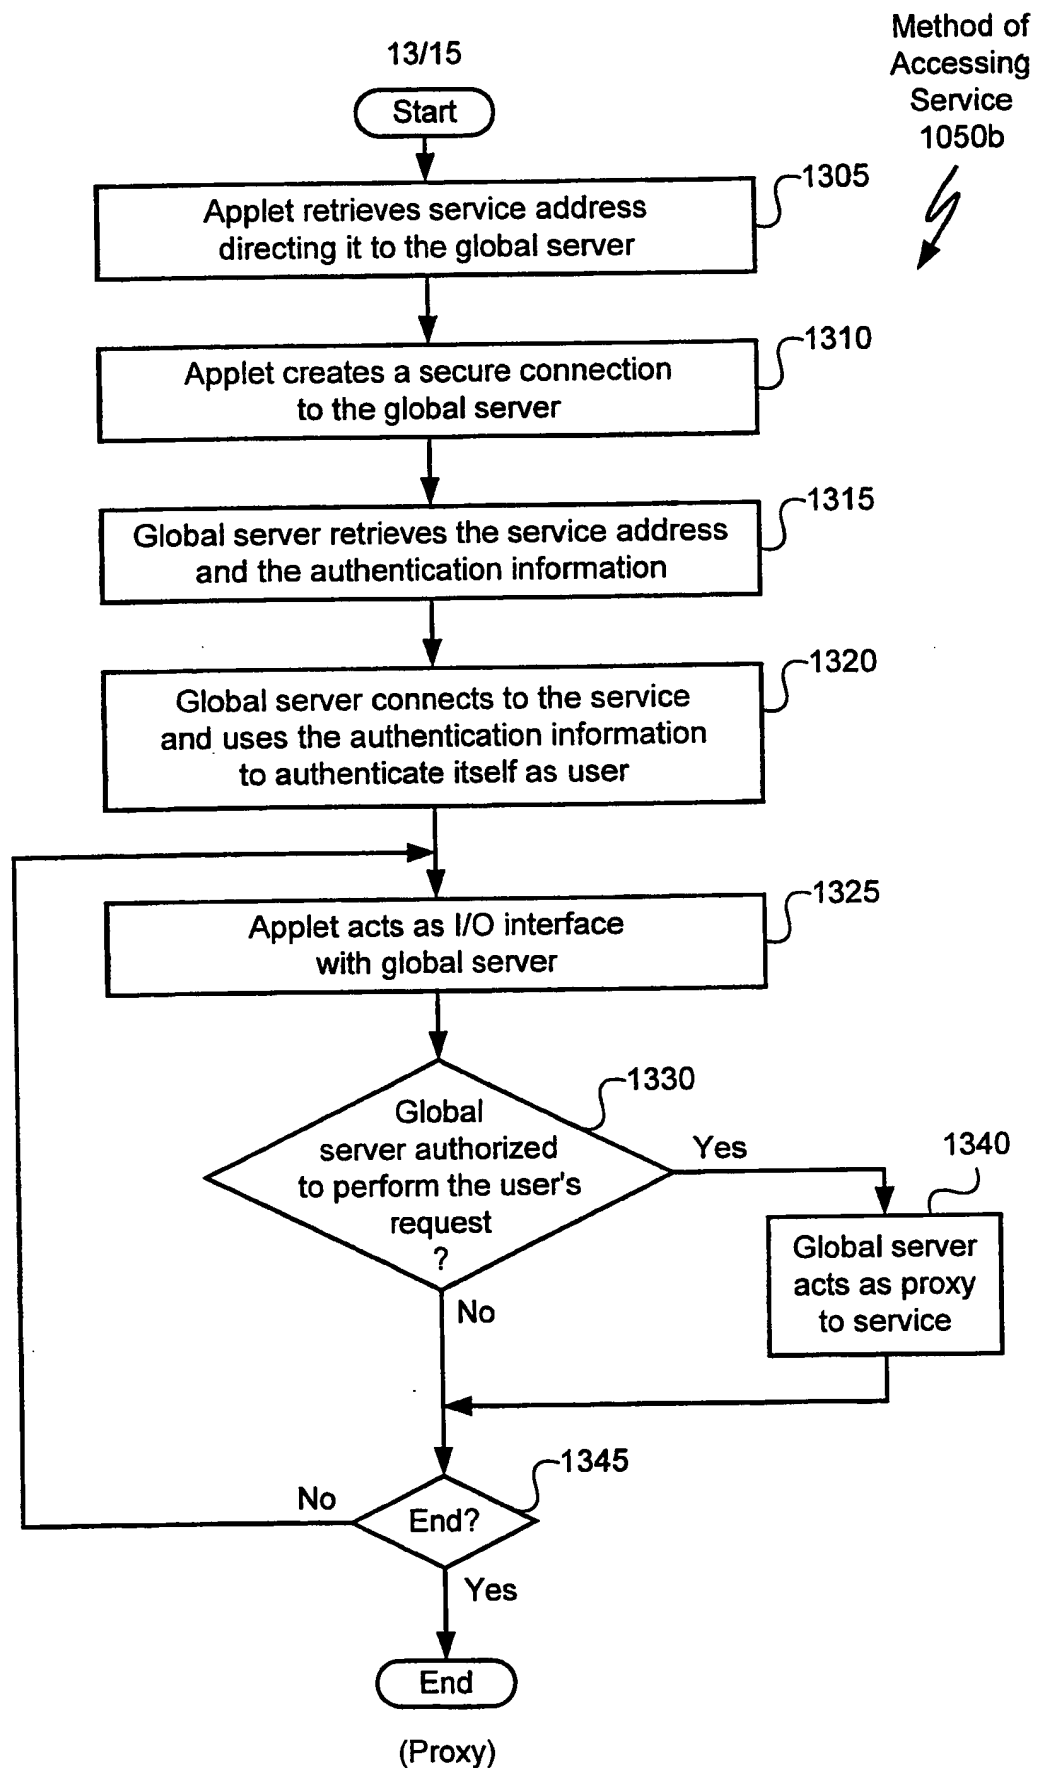 13/15
Method of
Accessing
Service
1050b
Start
1305
Applet retrieves service address
directing it to the global server
1310
Applet creates a secure connection
to the global server
1315
Global server retrieves the service address
and the authentication information
1320
Global server connects to the service
and uses the authentication information
to authenticate itself as user
1325
Applet acts as I/O interface
with global server
1330
Global
server authorized
to perform the user's
request
?
Yes
No
1340
Global server
acts as proxy
to service
1345
End?
No
Yes
End
(Proxy)